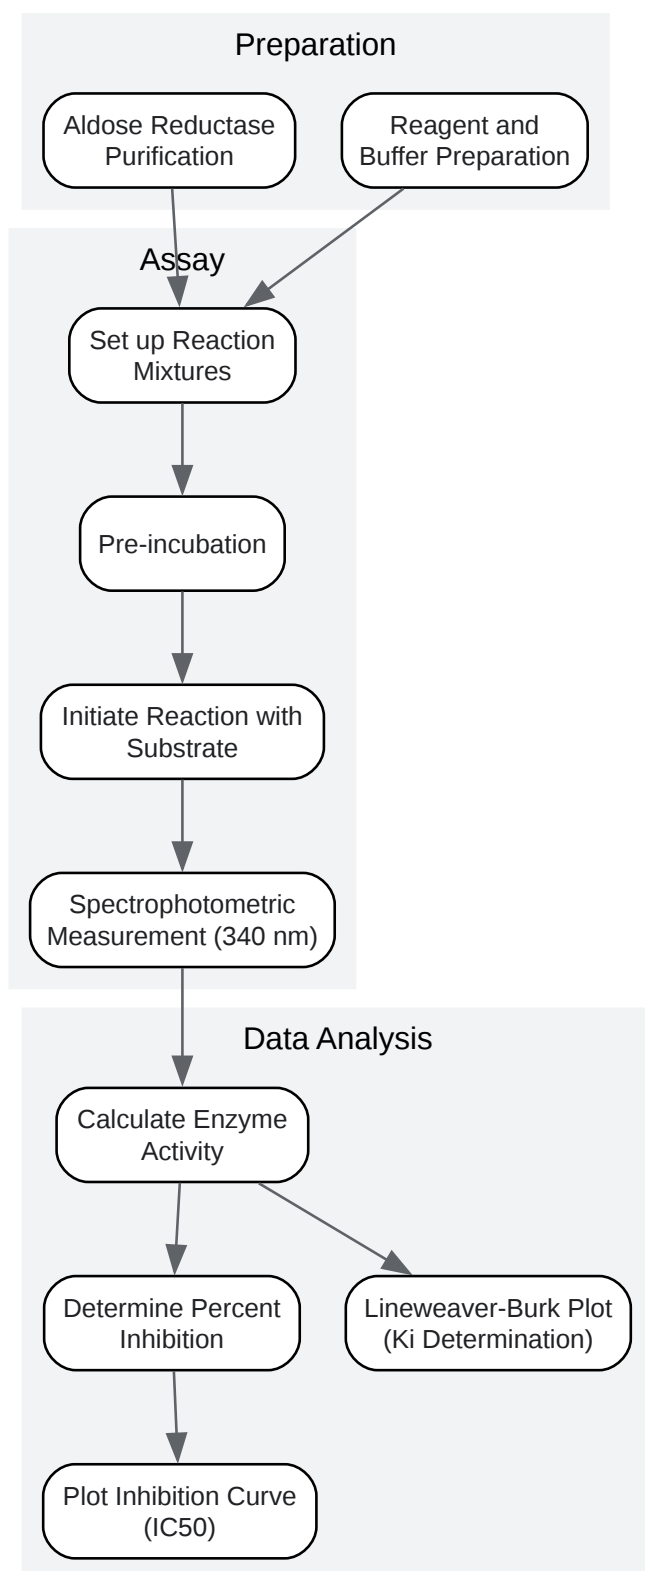 Preparation
Aldose Reductase
Purification
Reagent and
Buffer Preparation
Assay
Set up Reaction
Mixtures
Pre-incubation
Initiate Reaction with
Substrate
Spectrophotometric
Measurement (340 nm)
Data Analysis
Calculate Enzyme
Activity
Determine Percent
Inhibition
Lineweaver-Burk Plot
(Ki Determination)
Plot Inhibition Curve
(IC50)